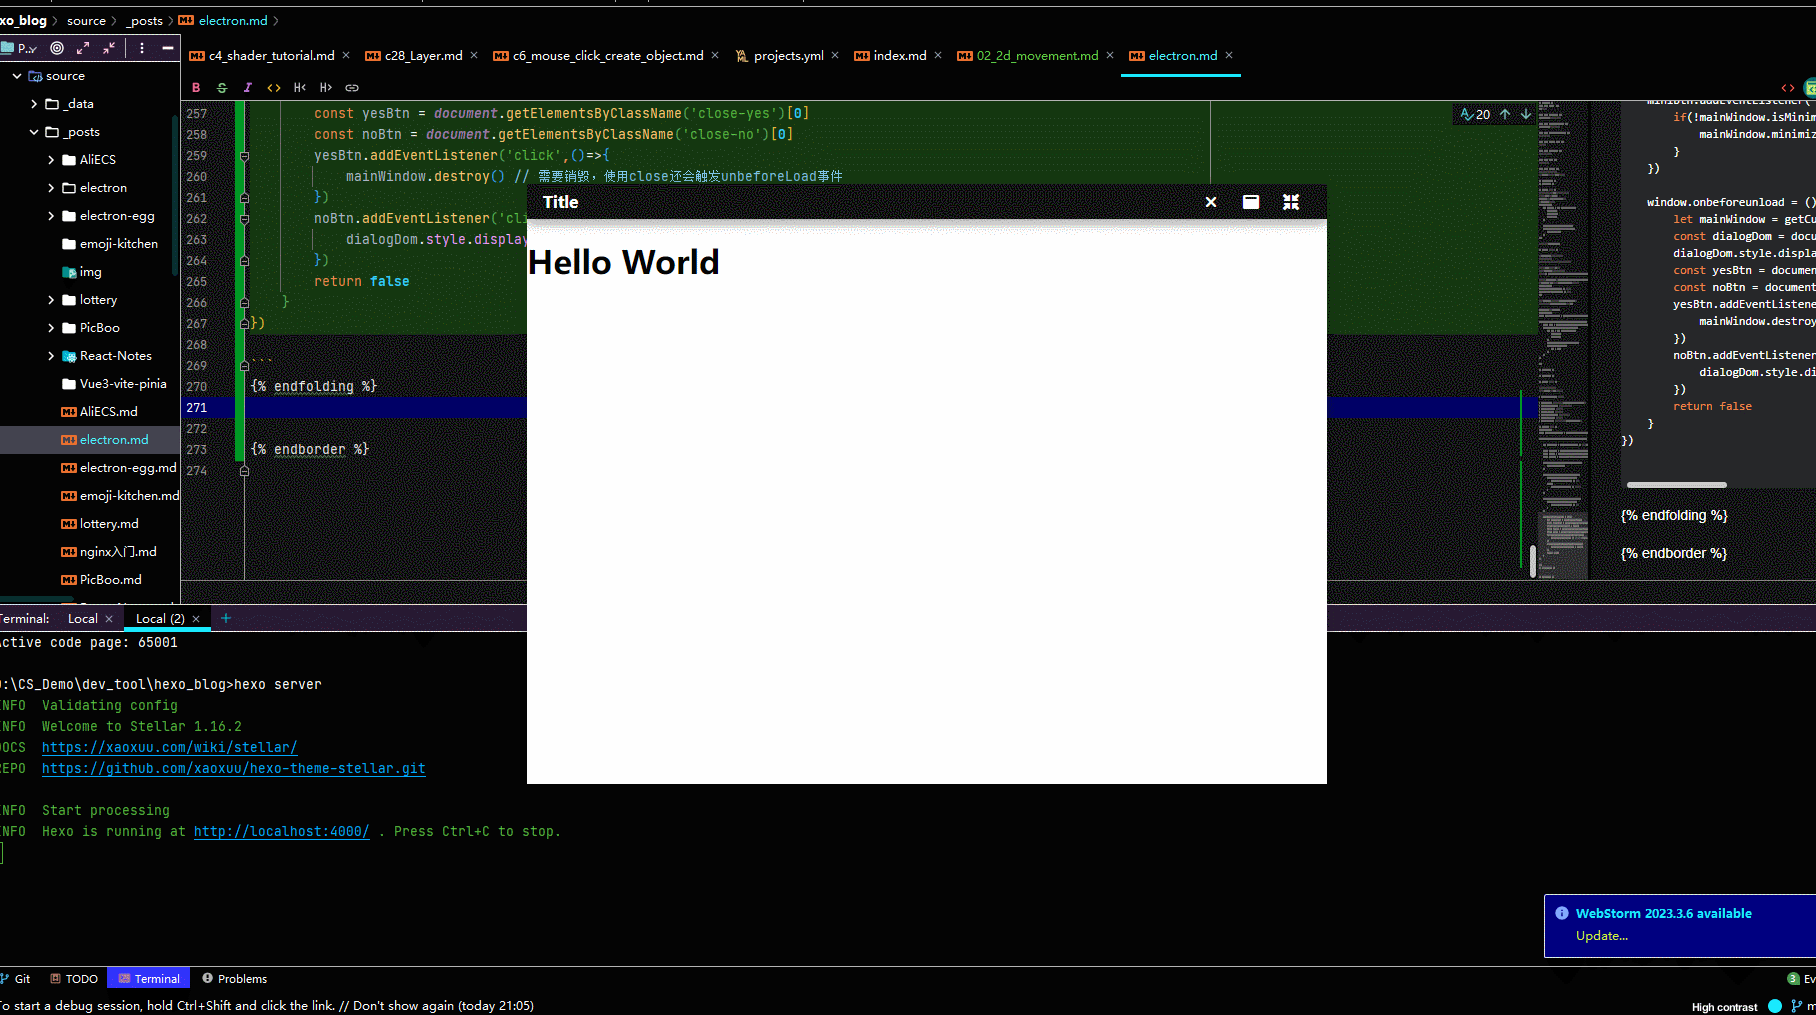 xo_blog > source > _posts > electron.md >
P...
c4_shader_tutorial.md × c28_Layer.md × c6_mouse_click_create_object.md × projects.yml × index.md × 02_2d_movement.md × electron.md ×
B S I <> H< H>
source
_data
_posts
AliECS
electron
electron-egg
emoji-kitchen
img
lottery
PicBoo
React-Notes
Vue3-vite-pinia
AliECS.md
electron.md
electron-egg.md
emoji-kitchen.md
lottery.md
nginx入门.md
PicBoo.md
257 const yesBtn = document.getElementsByClassName('close-yes')[0]
258 const noBtn = document.getElementsByClassName('close-no')[0]
259 yesBtn.addEventListener('click',()=>{
260 mainWindow.destroy() // 需要销毁，使用close还会触发unbeforeLoad事件
261 })
262 noBtn.addEventListener('cli
263 dialogDom.style.display
264 })
265 return false
266 }
267 })
268
269 ```
270 {% endfolding %}
271
272
273 {% endborder %}
274
20
Title
Hello World
if(!mainWindow.isMinim
mainWindow.minimiz
}
})
window.onbeforeunload = ()
let mainWindow = getCu
const dialogDom = docu
dialogDom.style.displa
const yesBtn = documen
const noBtn = document
yesBtn.addEventListene
mainWindow.destroy
})
noBtn.addEventListener
dialogDom.style.di
})
return false
}
})
{% endfolding %}
{% endborder %}
Terminal: Local × Local (2) × +
Active code page: 65001
:\CS_Demo\dev_tool\hexo_blog>hexo server
INFO Validating config
INFO Welcome to Stellar 1.16.2
DOCS https://xaoxuu.com/wiki/stellar/
REPO https://github.com/xaoxuu/hexo-theme-stellar.git
INFO Start processing
INFO Hexo is running at http://localhost:4000/ . Press Ctrl+C to stop.
WebStorm 2023.3.6 available
Update...
Git TODO Terminal Problems
3 Ev
To start a debug session, hold Ctrl+Shift and click the link. // Don't show again (today 21:05)
High contrast m